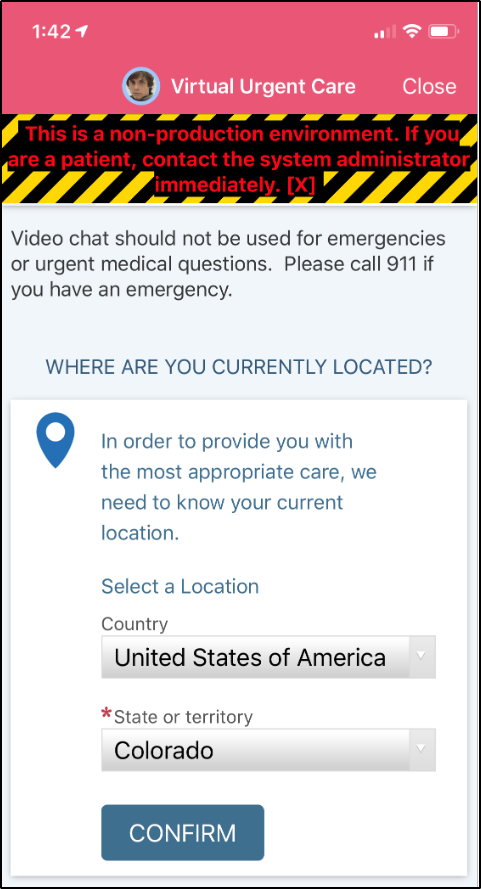 1:42
Virtual Urgent Care
Close
This is a non-production environment. If you
are a patient, contact the system administrator
immediately. [X]
Video chat should not be used for emergencies
or urgent medical questions.  Please call 911 if
you have an emergency.
WHERE ARE YOU CURRENTLY LOCATED?
In order to provide you with
the most appropriate care, we
need to know your current
location.
Select a Location
Country
United States of America
*State or territory
Colorado
CONFIRM